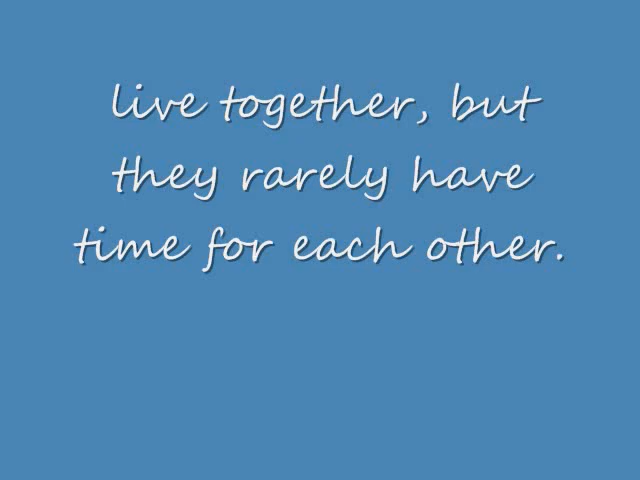 live together, but
they rarely have
time for each other.